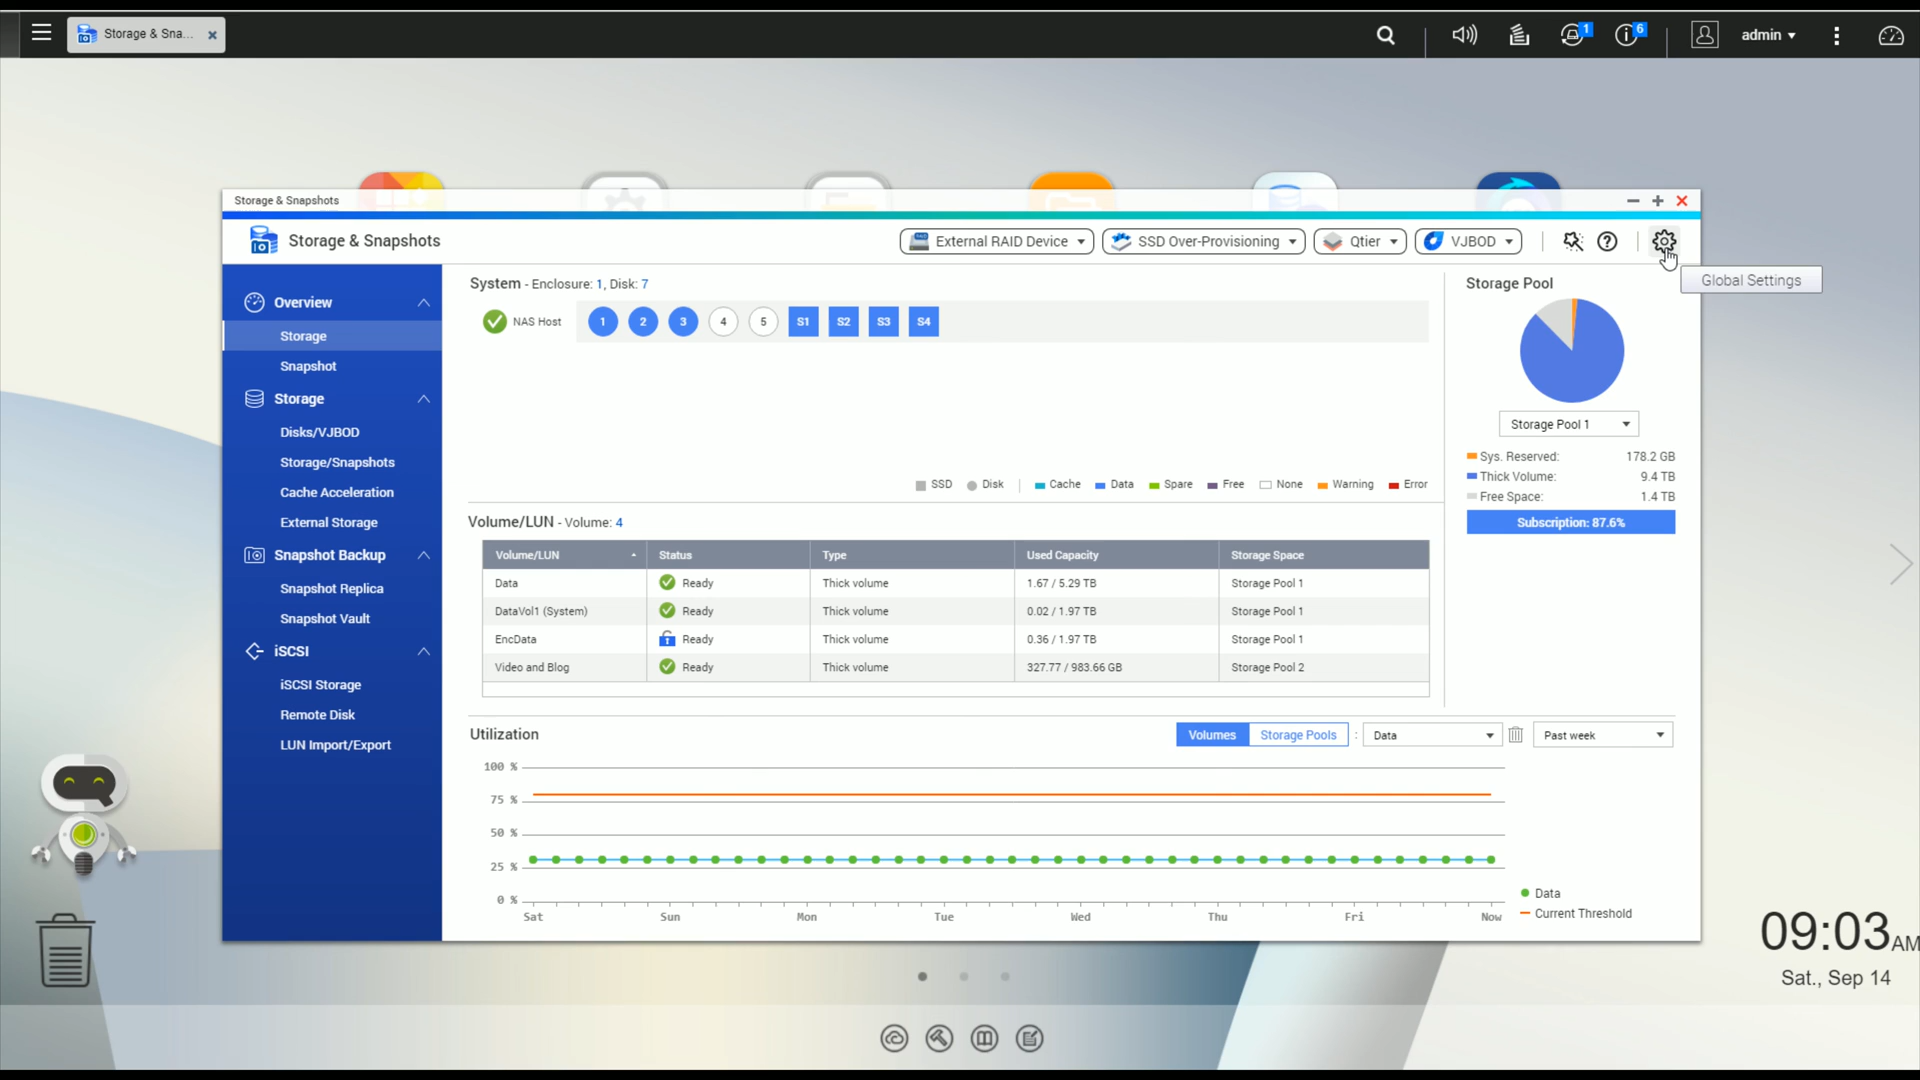 Storage & Sna...
1
6
admin
Storage & Snapshots
Storage & Snapshots
External RAID Device
SSD Over-Provisioning
Qtier
VJBOD
Global Settings
Overview
Storage
Snapshot
Storage
Disks/VJBOD
Storage/Snapshots
Cache Acceleration
External Storage
Snapshot Backup
Snapshot Replica
Snapshot Vault
iSCSI
iSCSI Storage
Remote Disk
LUN Import/Export
System - Enclosure: 1, Disk: 7
NAS Host 1 2 3 4 5 S1 S2 S3 S4
SSD Disk Cache Data Spare Free None Warning Error
Storage Pool
Storage Pool 1
Sys. Reserved: 178.2 GB
Thick Volume: 9.4 TB
Free Space: 1.4 TB
Subscription: 87.6%
Volume/LUN - Volume: 4
Volume/LUN Status Type Used Capacity Storage Space
Data Ready Thick volume 1.67 / 5.29 TB Storage Pool 1
DataVol1 (System) Ready Thick volume 0.02 / 1.97 TB Storage Pool 1
EncData Ready Thick volume 0.36 / 1.97 TB Storage Pool 1
Video and Blog Ready Thick volume 327.77 / 983.66 GB Storage Pool 2
Utilization Volumes Storage Pools : Data Past week
100 %
75 %
50 %
25 %
0 %
Sat Sun Mon Tue Wed Thu Fri Now
Data
Current Threshold
09:03 AM
Sat., Sep 14